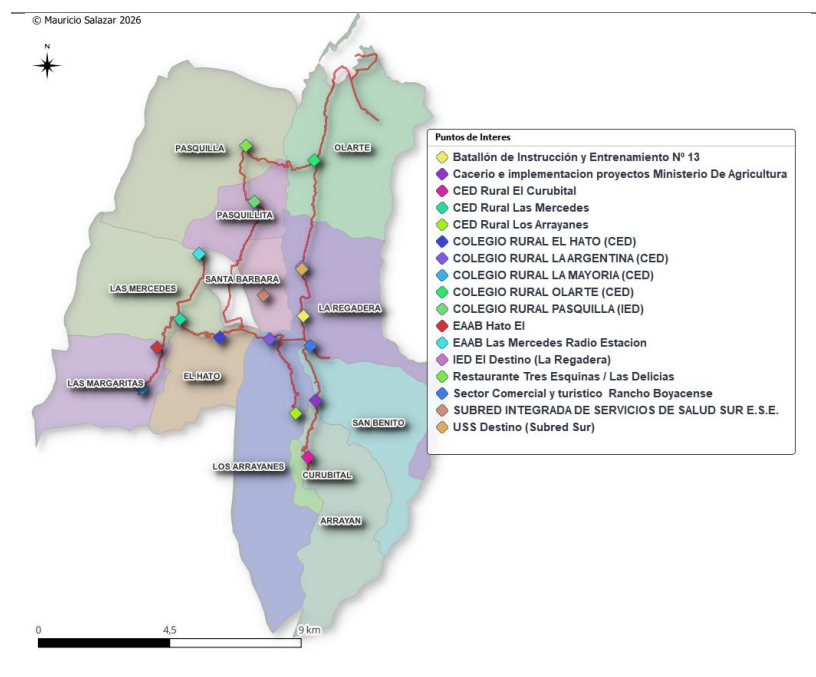 © Mauricio Salazar 2026
N
PASQUILLA
OLARTE
PASQUILLITA
SANTA BARBARA
LAS MERCEDES
LA REGADERA
EL HATO
LAS MARGARITAS
SAN BENITO
LOS ARRAYANES
CURUBITAL
ARRAYAN
0 4,5 9 km
Puntos de Interes
Batallón de Instrucción y Entrenamiento Nº 13
Cacerio e implementacion proyectos Ministerio De Agricultura
CED Rural El Curubital
CED Rural Las Mercedes
CED Rural Los Arrayanes
COLEGIO RURAL EL HATO (CED)
COLEGIO RURAL LA ARGENTINA (CED)
COLEGIO RURAL LA MAYORIA (CED)
COLEGIO RURAL OLARTE (CED)
COLEGIO RURAL PASQUILLA (IED)
EAAB Hato El
EAAB Las Mercedes Radio Estacion
IED El Destino (La Regadera)
Restaurante Tres Esquinas / Las Delicias
Sector Comercial y turistico Rancho Boyacense
SUBRED INTEGRADA DE SERVICIOS DE SALUD SUR E.S.E.
USS Destino (Subred Sur)